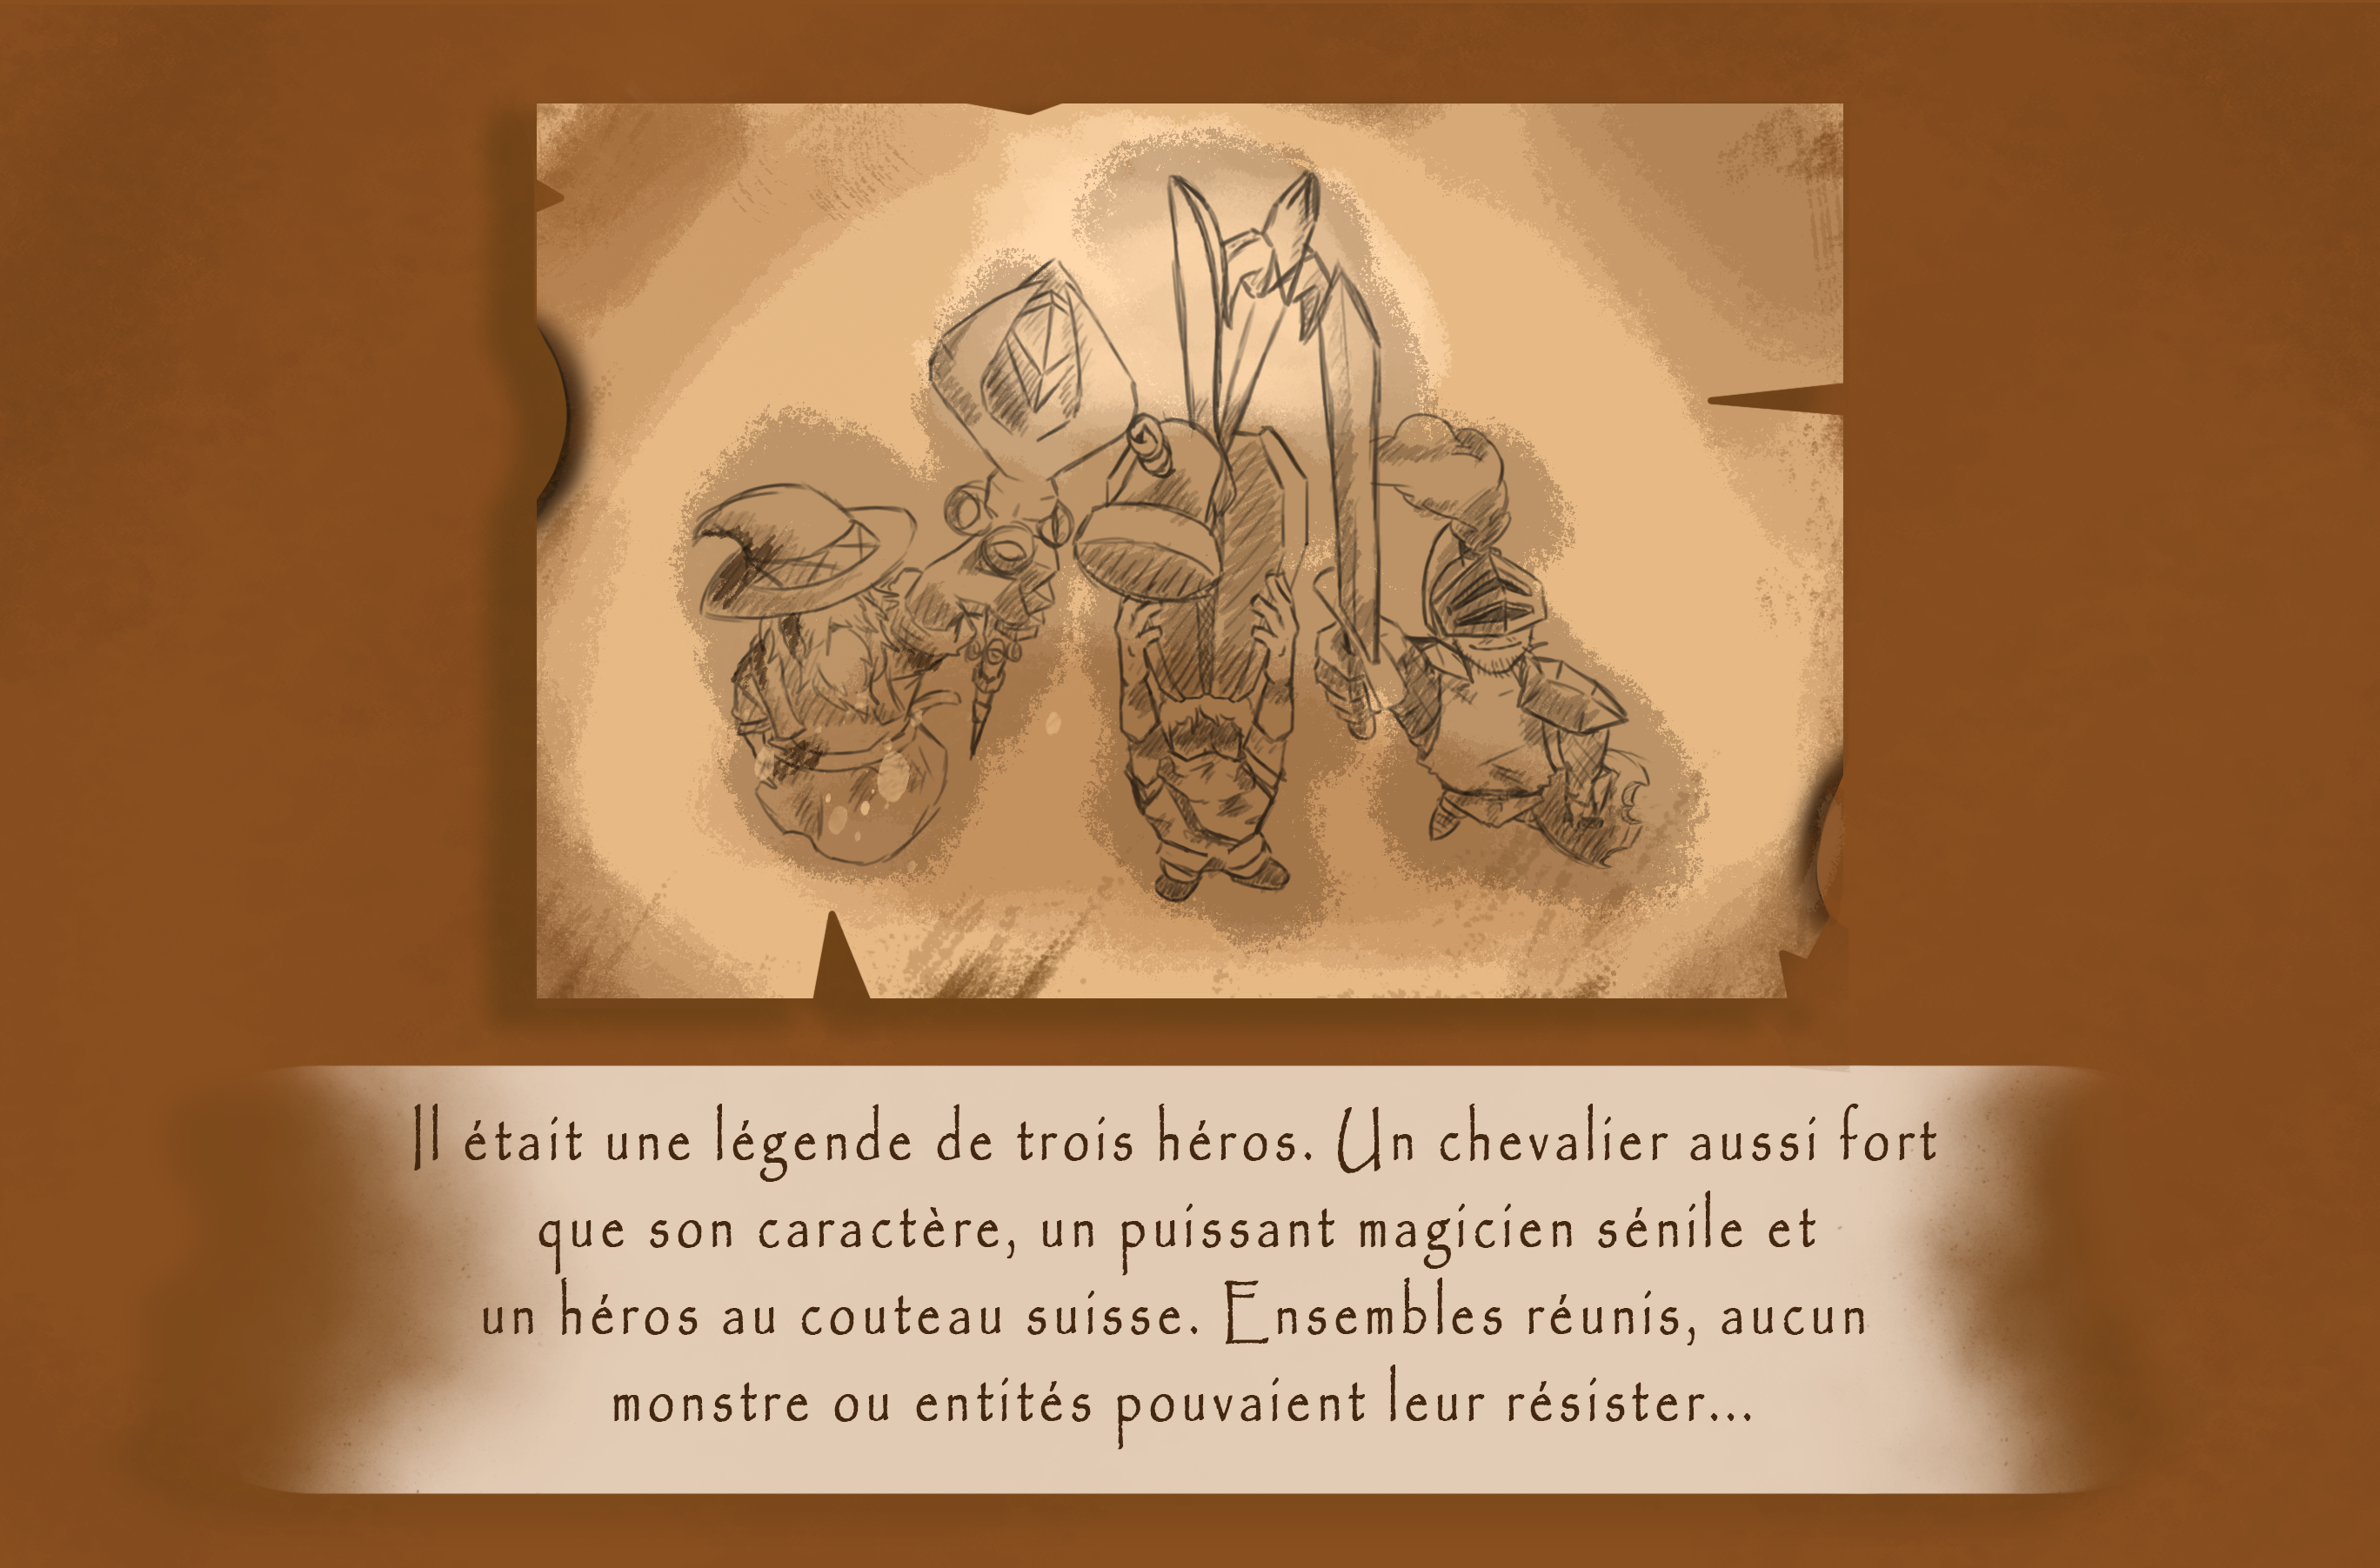 Il était une légende de trois héros. Un chevalier aussi fort
que son caractère, un puissant magicien sénile et
un héros au couteau suisse. Ensembles réunis, aucun
monstre ou entités pouvaient leur résister...